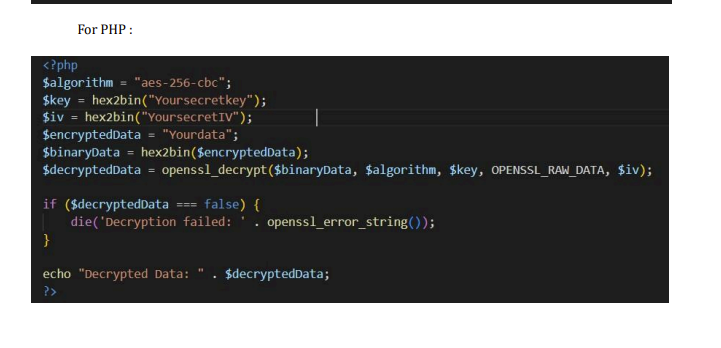 For PHP :
<?php
$algorithm = "aes-256-cbc";
$key = hex2bin("Yoursecretkey");
$iv = hex2bin("YoursecretIV");
$encryptedData = "Yourdata";
$binaryData = hex2bin($encryptedData);
$decryptedData = openssl_decrypt($binaryData, $algorithm, $key, OPENSSL_RAW_DATA, $iv);
if ($decryptedData === false) {
die('Decryption failed: ' . openssl_error_string());
}
echo "Decrypted Data: " . $decryptedData;
?>